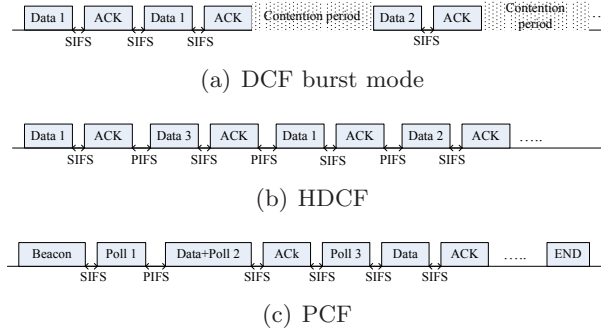 Data 1 ACK Data 1 ACK Contention period Data 2 ACK Contention period ...
SIFS SIFS SIFS SIFS
(a) DCF burst mode
Data 1 ACK Data 3 ACK Data 1 ACK Data 2 ACK .....
SIFS PIFS SIFS PIFS SIFS PIFS SIFS
(b) HDCF
Beacon Poll 1 Data+Poll 2 ACk Poll 3 Data ACK ..... END
SIFS PIFS SIFS SIFS SIFS SIFS
(c) PCF